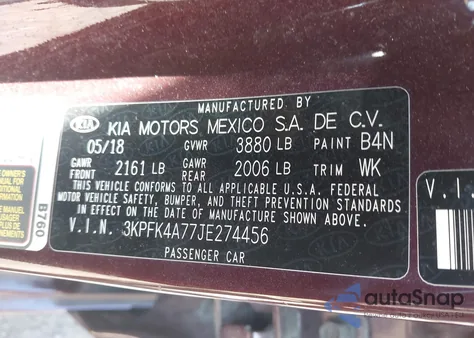 MANUFACTURED BY
KIA KIA MOTORS MEXICO S.A. DE C.V.
05/18 GVWR 3880 LB PAINT B4N
GAWR FRONT 2161 LB GAWR REAR 2006 LB TRIM WK
THIS VEHICLE CONFORMS TO ALL APPLICABLE U.S.A. FEDERAL
MOTOR VEHICLE SAFETY, BUMPER, AND THEFT PREVENTION STANDARDS
IN EFFECT ON THE DATE OF MANUFACTURE SHOWN ABOVE.
V.I.N. 3KPFK4A77JE274456
PASSENGER CAR
B760
V.I.
autoSnap